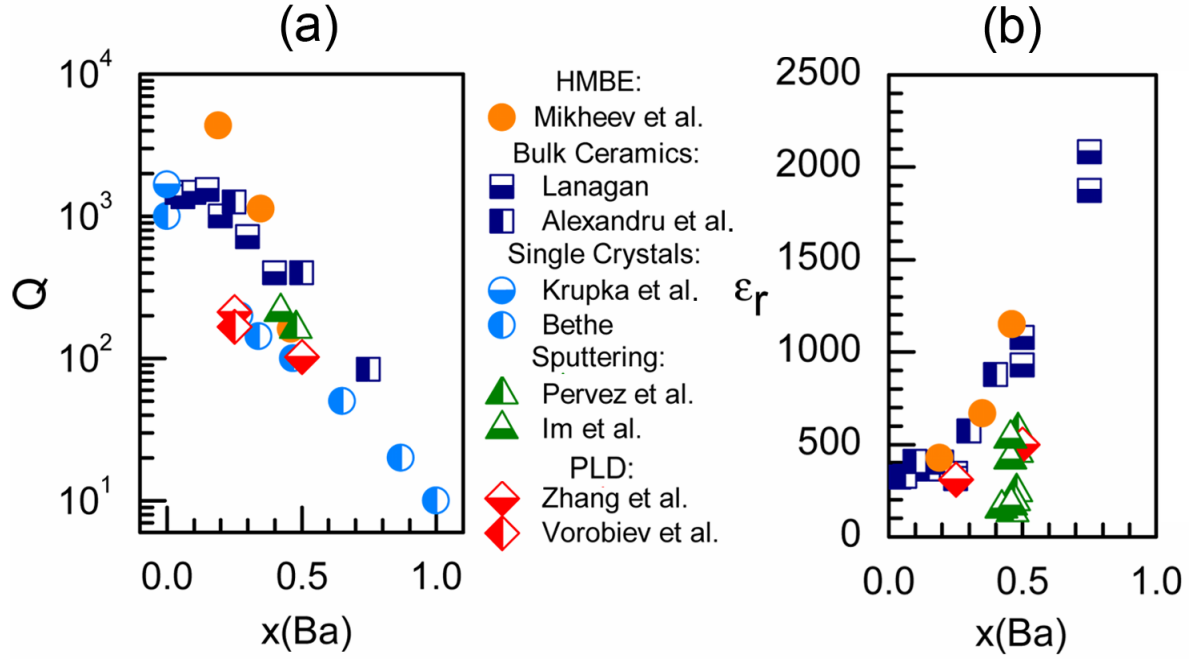 (a)
Q
10^4
10^3
10^2
10^1
0.0 0.5 1.0
x(Ba)
HMBE:
Mikheev et al.
Bulk Ceramics:
Lanagan
Alexandru et al.
Single Crystals:
Krupka et al.
Bethe
Sputtering:
Pervez et al.
Im et al.
PLD:
Zhang et al.
Vorobiev et al.
(b)
εr
2500
2000
1500
1000
500
0
0.0 0.5 1.0
x(Ba)